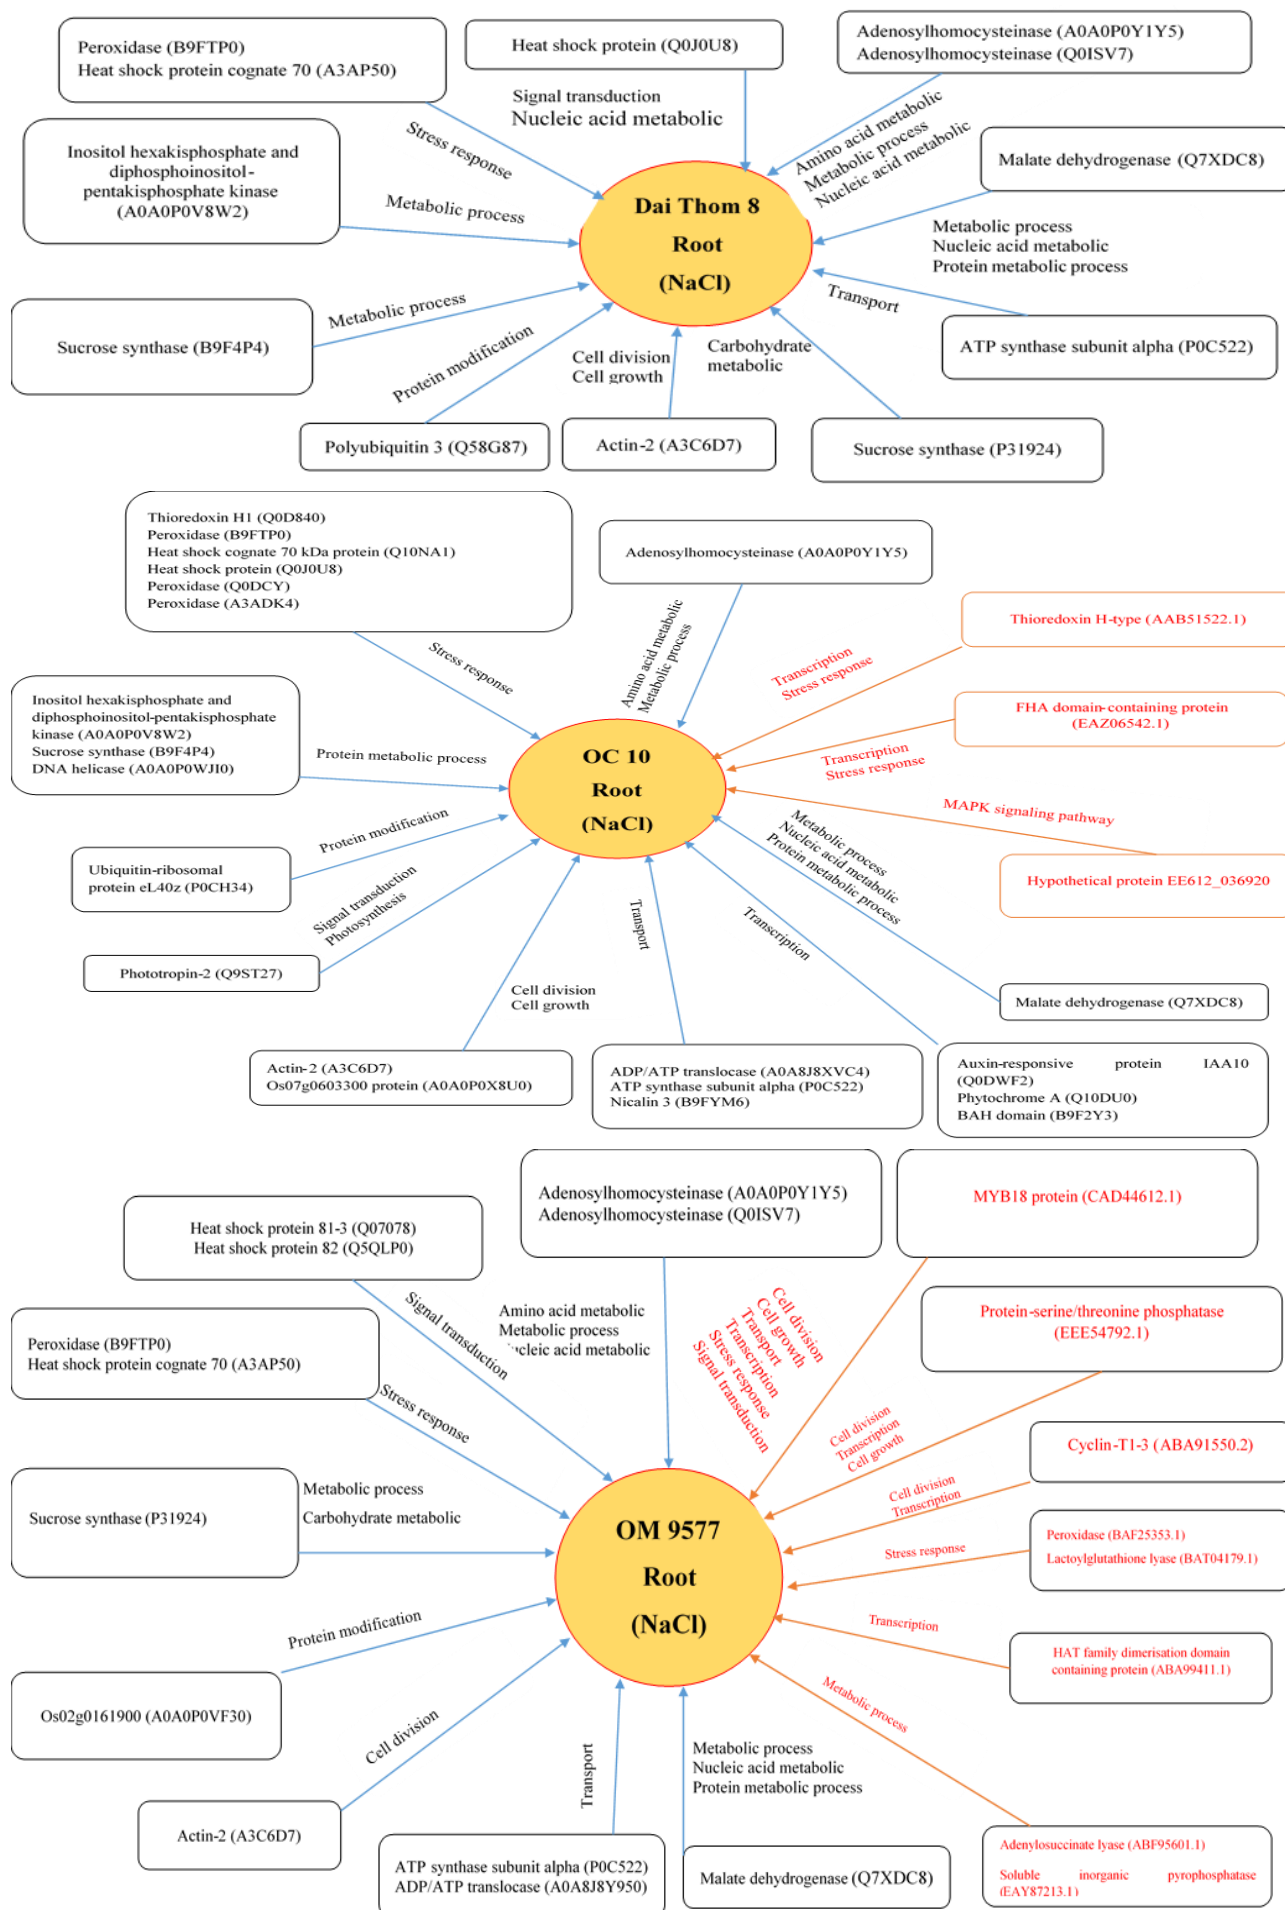 Peroxidase (B9FTP0)
Heat shock protein cognate 70 (A3AP50)
Heat shock protein (Q0J0U8)
Adenosylhomocysteinase (A0A0P0Y1Y5)
Adenosylhomocysteinase (Q0ISV7)
Stress response
Signal transduction
Nucleic acid metabolic
Amino acid metabolic
Metabolic process
Nucleic acid metabolic
Inositol hexakisphosphate and
diphosphoinositol-
pentakisphosphate kinase
(A0A0P0V8W2)
Metabolic process
Malate dehydrogenase (Q7XDC8)
Dai Thom 8
Root
(NaCl)
Metabolic process
Nucleic acid metabolic
Protein metabolic process
Sucrose synthase (B9F4P4)
Metabolic process
Transport
ATP synthase subunit alpha (P0C522)
Protein modification
Cell division
Cell growth
Carbohydrate
metabolic
Polyubiquitin 3 (Q58G87)
Actin-2 (A3C6D7)
Sucrose synthase (P31924)
Thioredoxin H1 (Q0D840)
Peroxidase (B9FTP0)
Heat shock cognate 70 kDa protein (Q10NA1)
Heat shock protein (Q0J0U8)
Peroxidase (Q0DCY)
Peroxidase (A3ADK4)
Adenosylhomocysteinase (A0A0P0Y1Y5)
Thioredoxin H-type (AAB51522.1)
Stress response
Amino acid metabolic
Metabolic process
Transcription
Stress response
Inositol hexakisphosphate and
diphosphoinositol-pentakisphosphate
kinase (A0A0P0V8W2)
Sucrose synthase (B9F4P4)
DNA helicase (A0A0P0WJI0)
Protein metabolic process
FHA domain-containing protein
(EAZ06542.1)
Transcription
Stress response
OC 10
Root
(NaCl)
MAPK signaling pathway
Hypothetical protein EE612_036920
Protein modification
Ubiquitin-ribosomal
protein eL40z (P0CH34)
Metabolic process
Nucleic acid metabolic
Protein metabolic process
Signal transduction
Photosynthesis
Phototropin-2 (Q9ST27)
Transport
Transcription
Cell division
Cell growth
Malate dehydrogenase (Q7XDC8)
Actin-2 (A3C6D7)
Os07g0603300 protein (A0A0P0X8U0)
ADP/ATP translocase (A0A8J8XVC4)
ATP synthase subunit alpha (P0C522)
Nicalin 3 (B9FYM6)
Auxin-responsive protein IAA10
(Q0DWF2)
Phytochrome A (Q10DU0)
BAH domain (B9F2Y3)
Adenosylhomocysteinase (A0A0P0Y1Y5)
Adenosylhomocysteinase (Q0ISV7)
MYB18 protein (CAD44612.1)
Heat shock protein 81-3 (Q07078)
Heat shock protein 82 (Q5QLP0)
Signal transduction
Amino acid metabolic
Metabolic process
ucleic acid metabolic
Cell division
Cell growth
Transport
Transcription
Stress response
Signal transduction
Protein-serine/threonine phosphatase
(EEE54792.1)
Peroxidase (B9FTP0)
Heat shock protein cognate 70 (A3AP50)
Stress response
Cell division
Transcription
Cell growth
Cyclin-T1-3 (ABA91550.2)
Cell division
Transcription
Sucrose synthase (P31924)
Metabolic process
Carbohydrate metabolic
OM 9577
Root
(NaCl)
Stress response
Peroxidase (BAF25353.1)
Lactoylglutathione lyase (BAT04179.1)
Protein modification
Transcription
HAT family dimerisation domain
containing protein (ABA99411.1)
Os02g0161900 (A0A0P0VF30)
Cell division
Transport
Metabolic process
Nucleic acid metabolic
Protein metabolic process
Metabolic process
Actin-2 (A3C6D7)
ATP synthase subunit alpha (P0C522)
ADP/ATP translocase (A0A8J8Y950)
Malate dehydrogenase (Q7XDC8)
Adenylosuccinate lyase (ABF95601.1)
Soluble inorganic pyrophosphatase
(EAY87213.1)